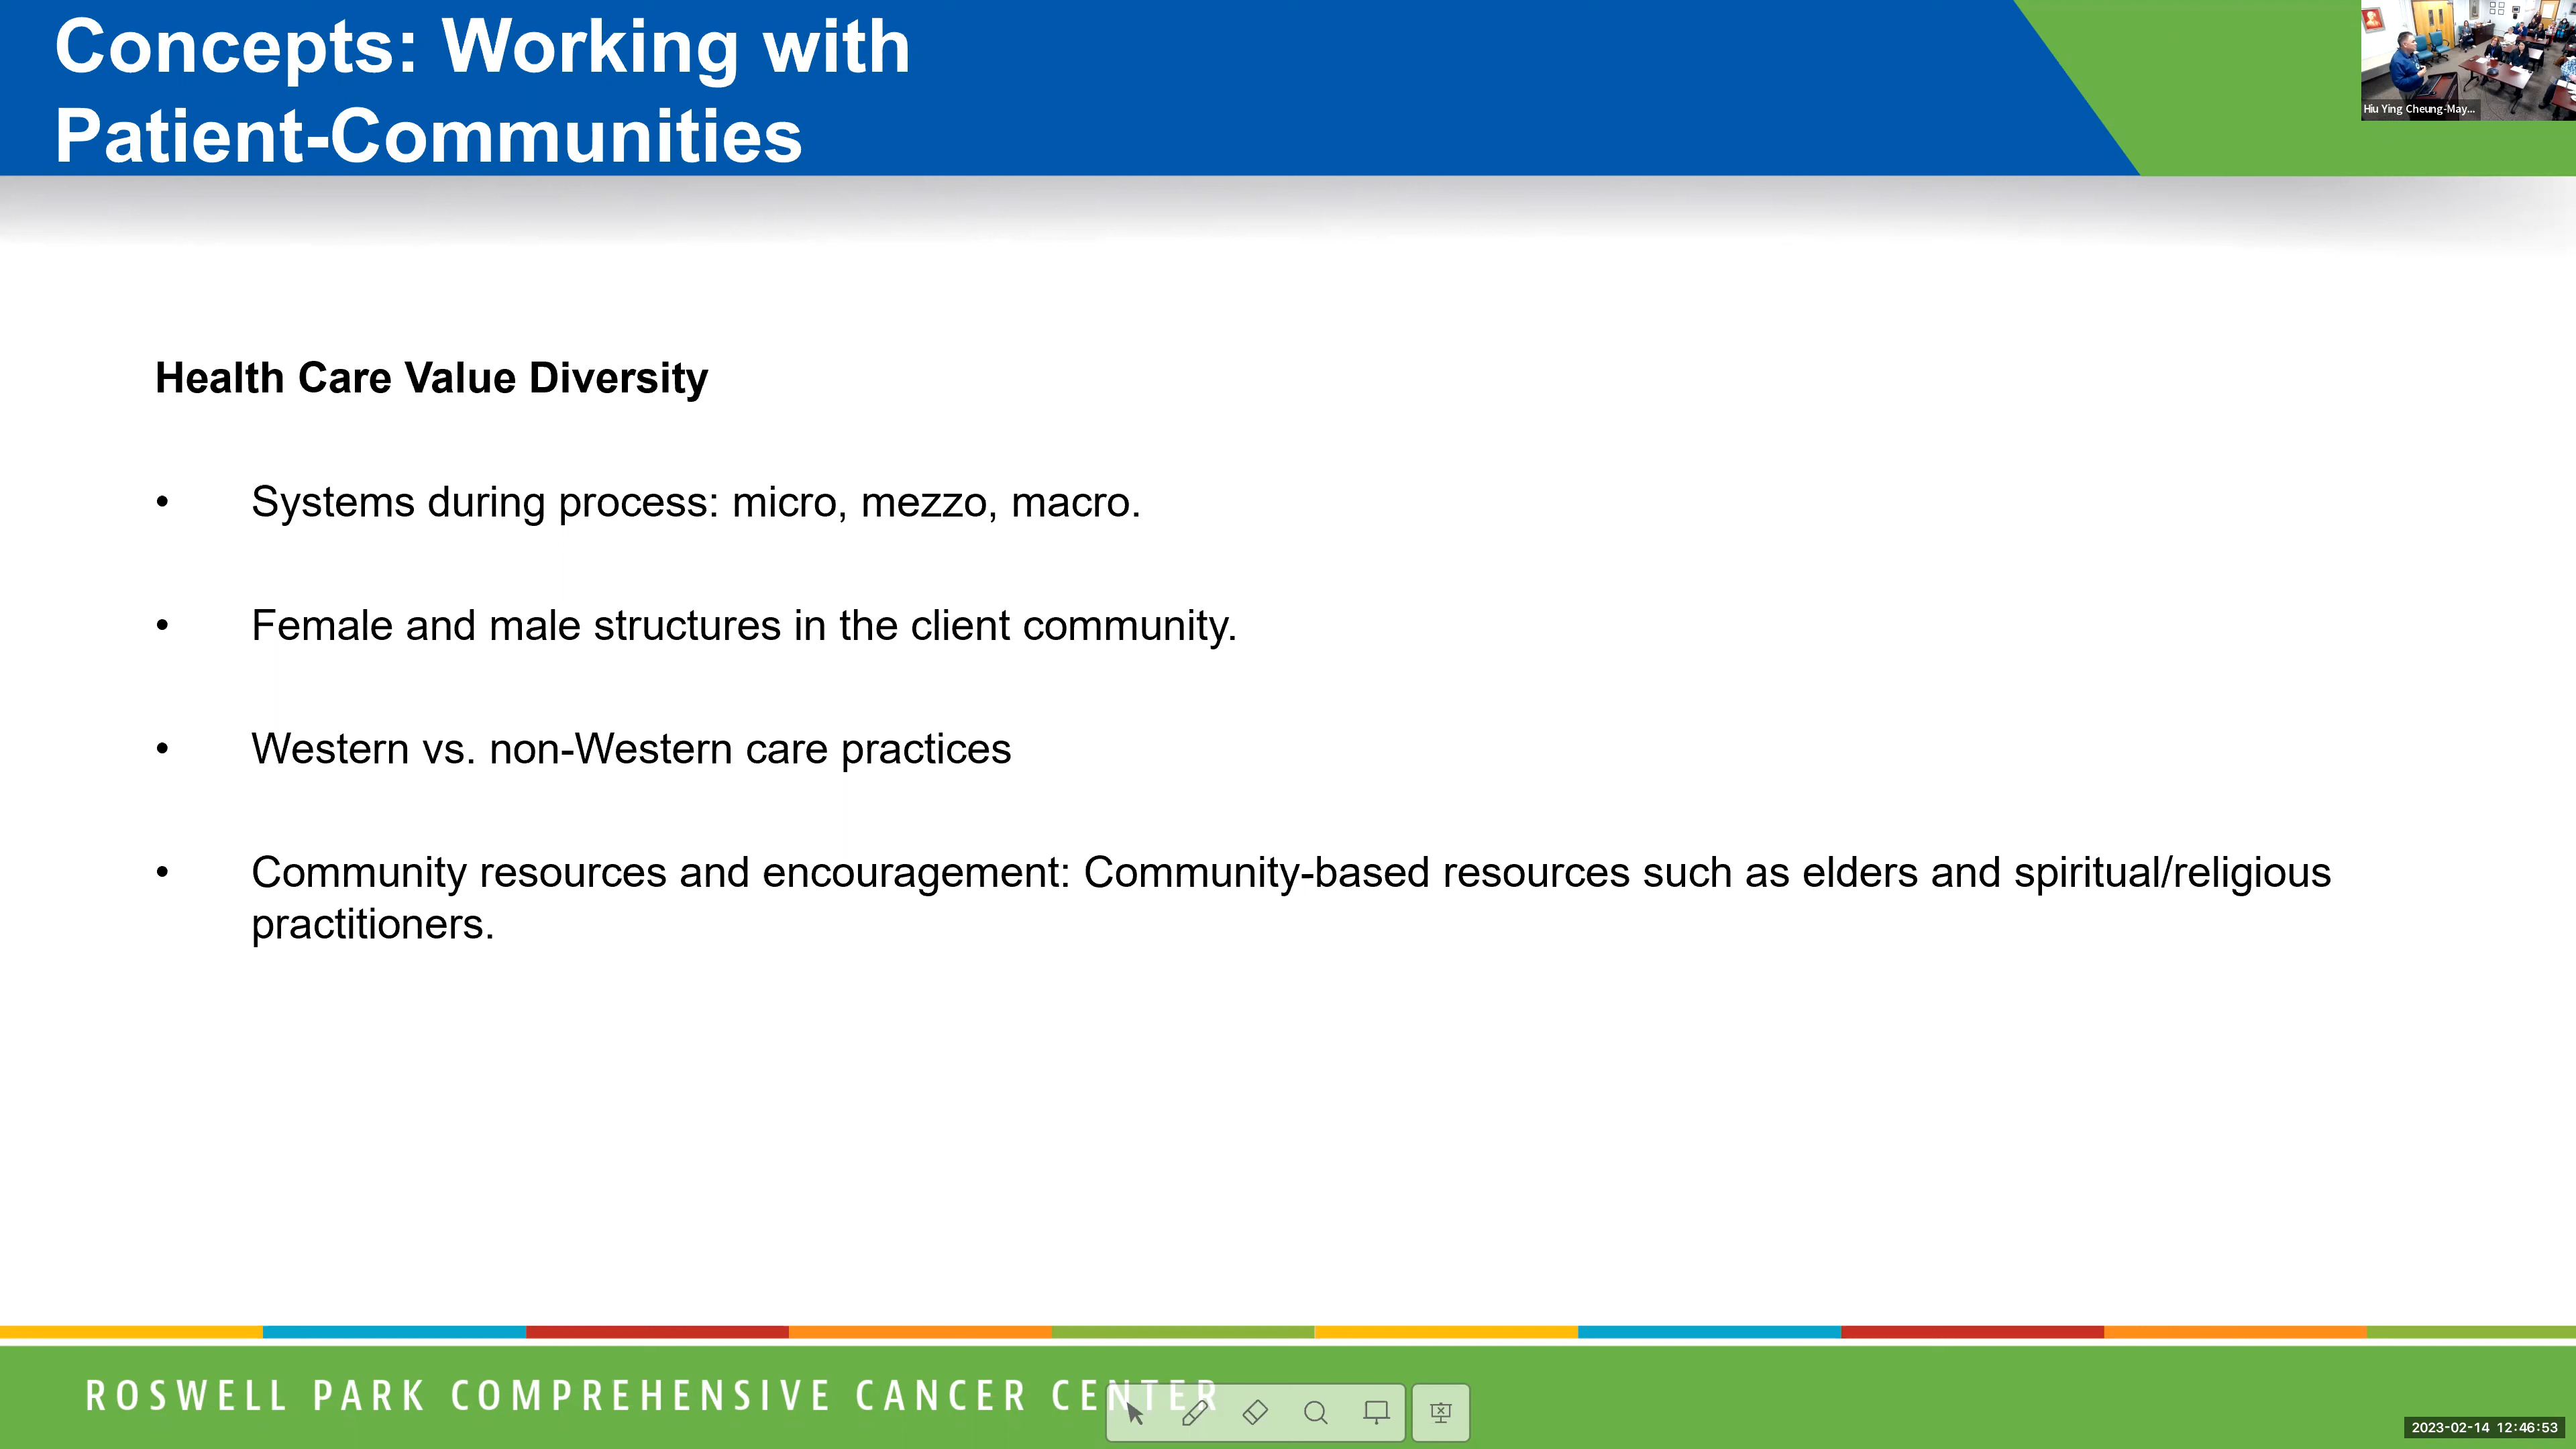 Concepts: Working with
Patient-Communities
Hiu Ying Cheung-May...
Health Care Value Diversity
• Systems during process: micro, mezzo, macro.
• Female and male structures in the client community.
• Western vs. non-Western care practices
• Community resources and encouragement: Community-based resources such as elders and spiritual/religious
practitioners.
ROSWELL PARK COMPREHENSIVE CANCER CENTER
2023-02-14 12:46:53